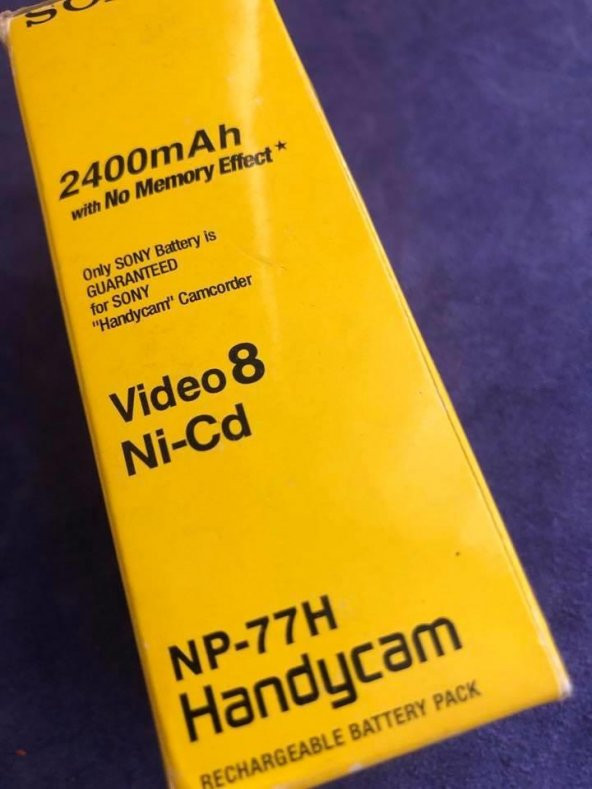 2400mAh
with No Memory Effect*
Only SONY Battery is
GUARANTEED
for SONY
"Handycam" Camcorder
Video 8
Ni-Cd
NP-77H
Handycam
RECHARGEABLE BATTERY PACK